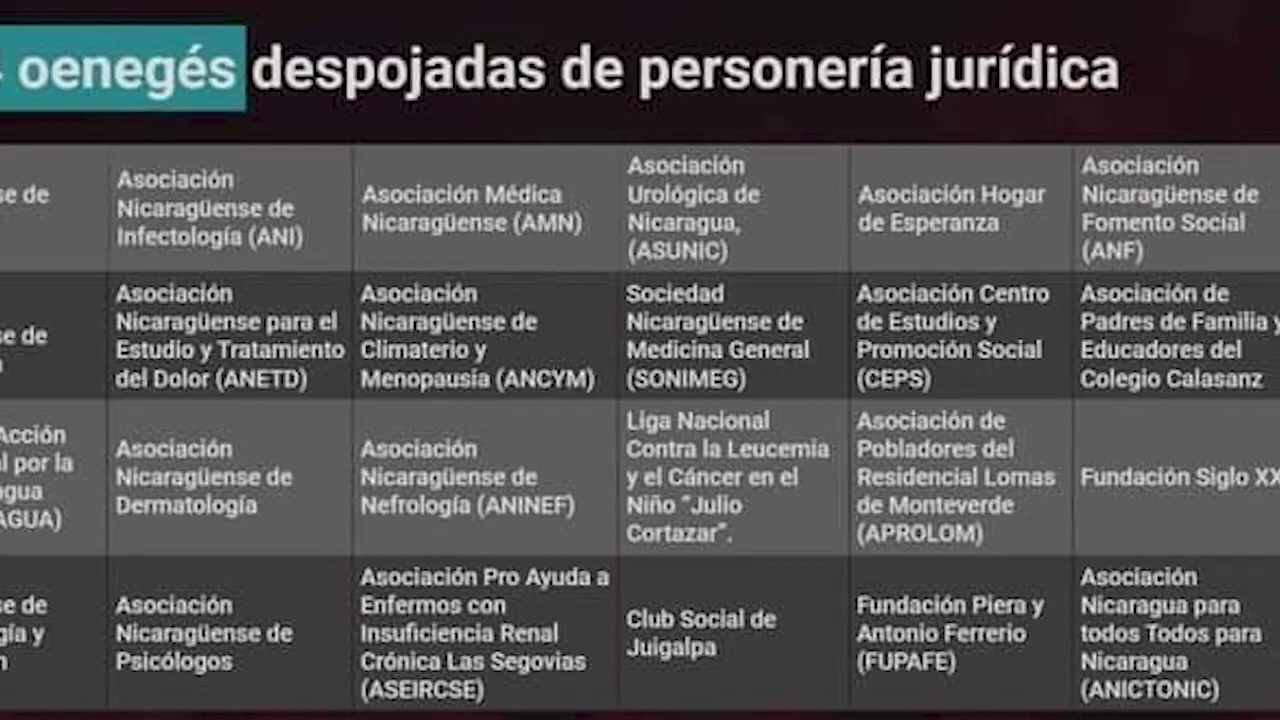 oenegés despojadas de personería jurídica
se de
Asociación
Nicaragüense de
Infectología (ANI)
Asociación Médica
Nicaragüense (AMN)
Asociación
Urológica de
Nicaragua,
(ASUNIC)
Asociación Hogar
de Esperanza
Asociación
Nicaragüense de
Fomento Social
(ANF)
se de
Asociación
Nicaragüense para el
Estudio y Tratamiento
del Dolor (ANETD)
Asociación
Nicaragüense de
Climaterio y
Menopausía (ANCYM)
Sociedad
Nicaragüense de
Medicina General
(SONIMEG)
Asociación Centro
de Estudios y
Promoción Social
(CEPS)
Asociación de
Padres de Familia y
Educadores del
Colegio Calasanz
Acción
l por la
agua
AGUA)
Asociación
Nicaragüense de
Dermatología
Asociación
Nicaragüense de
Nefrología (ANINEF)
Liga Nacional
Contra la Leucemia
y el Cáncer en el
Niño "Julio
Cortazar".
Asociación de
Pobladores del
Residencial Lomas
de Monteverde
(APROLOM)
Fundación Siglo XX
se de
gía y
Asociación
Nicaragüense de
Psicólogos
Asociación Pro Ayuda a
Enfermos con
Insuficiencia Renal
Crónica Las Segovias
(ASEIRCSE)
Club Social de
Juigalpa
Fundación Piera y
Antonio Ferrerio
(FUPAFE)
Asociación
Nicaragua para
todos Todos para
Nicaragua
(ANICTONIC)